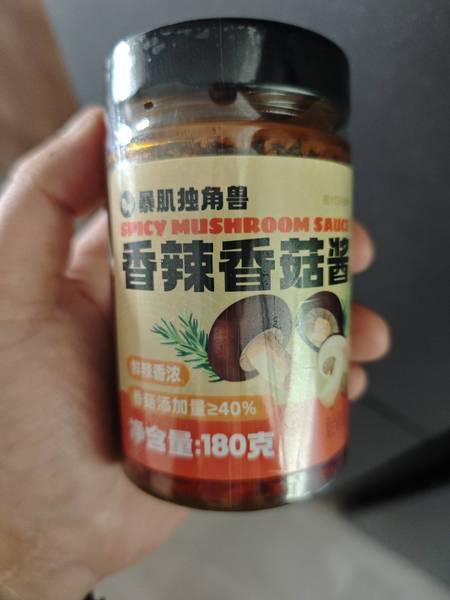 暴肌独角兽
SPICY MUSHROOM SAUCE
香辣香菇酱
鲜辣香浓
香菇添加量≥40%
净含量:180克